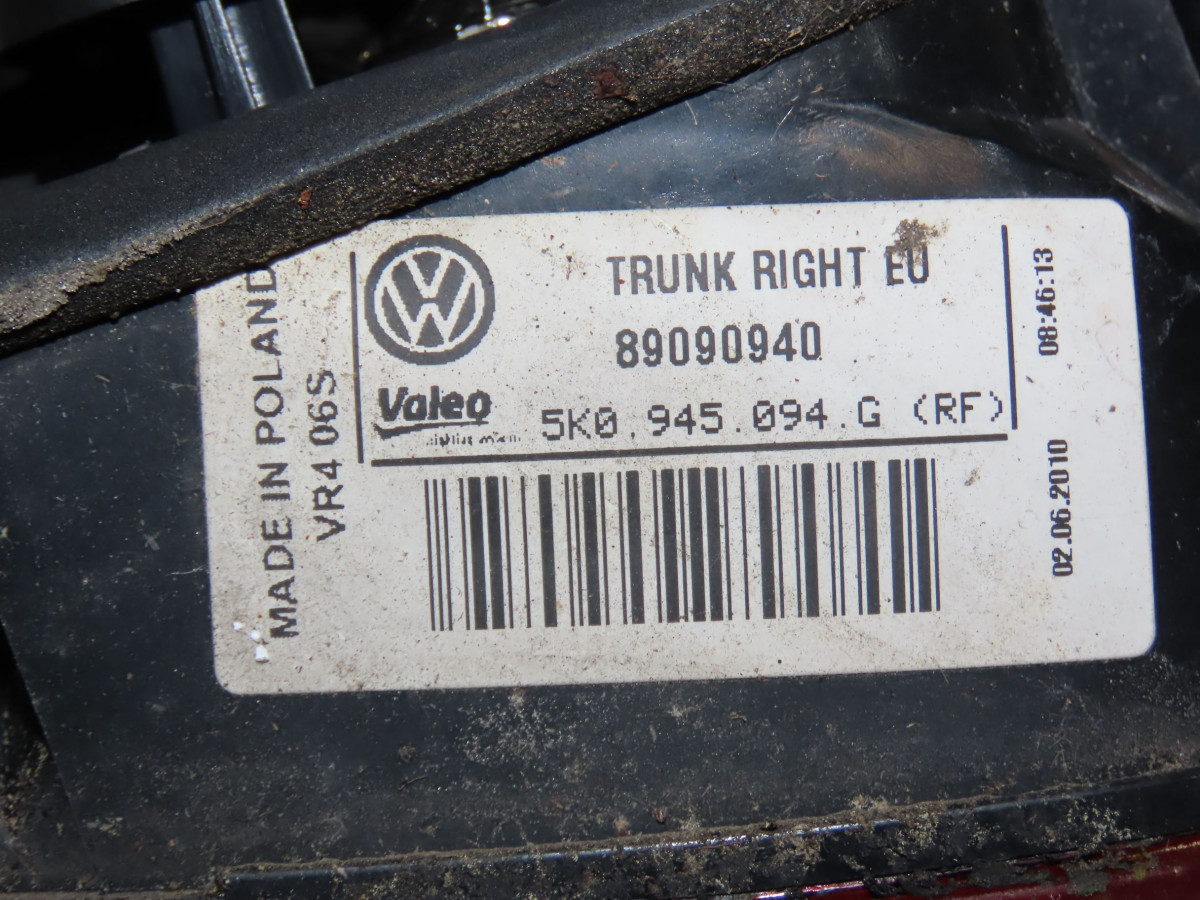 MADE IN POLAND
VR4 06S
TRUNK RIGHT EU
89090940
Valeo
5K0.945.094.G (RF)
08:46:13
02.06.2010